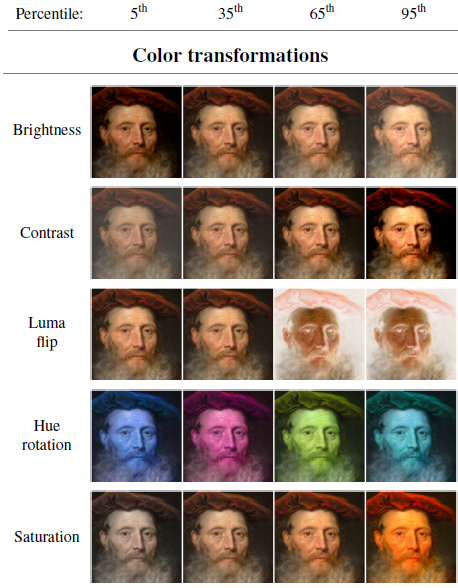 Percentile: 5th 35th 65th 95th
Color transformations
Brightness
Contrast
Luma
flip
Hue
rotation
Saturation